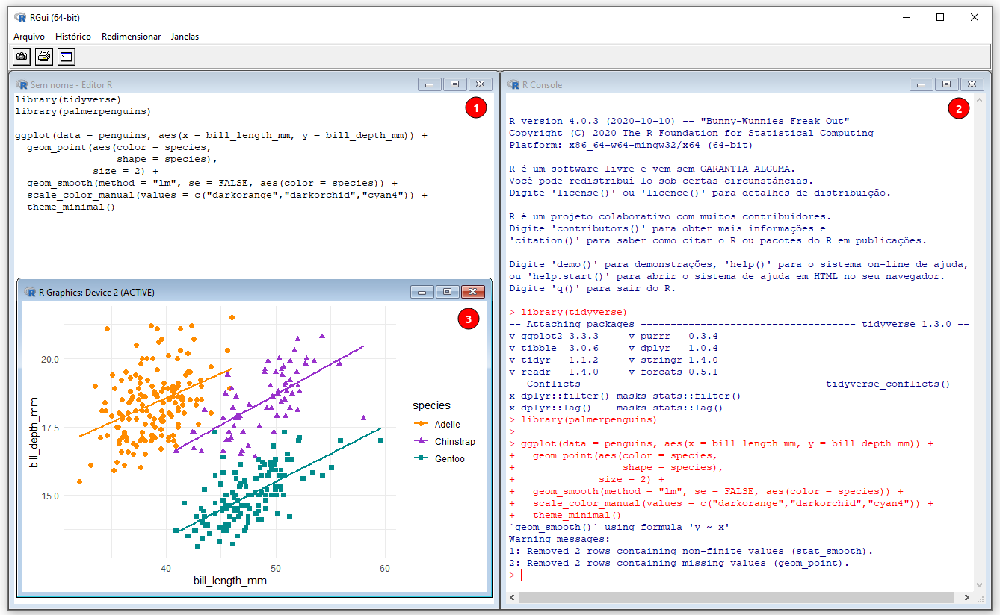 RGui (64-bit)
Arquivo Histórico Redimensionar Janelas
Sem nome - Editor R
1
library(tidyverse)
library(palmerpenguins)
ggplot(data = penguins, aes(x = bill_length_mm, y = bill_depth_mm)) +
  geom_point(aes(color = species,
                 shape = species),
             size = 2) +
  geom_smooth(method = "lm", se = FALSE, aes(color = species)) +
  scale_color_manual(values = c("darkorange","darkorchid","cyan4")) +
  theme_minimal()
R Graphics: Device 2 (ACTIVE)
3
20.0
17.5
15.0
bill_depth_mm
40 50 60
bill_length_mm
species
Adelie
Chinstrap
Gentoo
R Console
2
R version 4.0.3 (2020-10-10) -- "Bunny-Wunnies Freak Out"
Copyright (C) 2020 The R Foundation for Statistical Computing
Platform: x86_64-w64-mingw32/x64 (64-bit)
R é um software livre e vem sem GARANTIA ALGUMA.
Você pode redistribuí-lo sob certas circunstâncias.
Digite 'license()' ou 'licence()' para detalhes de distribuição.
R é um projeto colaborativo com muitos contribuidores.
Digite 'contributors()' para obter mais informações e
'citation()' para saber como citar o R ou pacotes do R em publicações.
Digite 'demo()' para demonstrações, 'help()' para o sistema on-line de ajuda,
ou 'help.start()' para abrir o sistema de ajuda em HTML no seu navegador.
Digite 'q()' para sair do R.
> library(tidyverse)
-- Attaching packages ----------------------------------- tidyverse 1.3.0 --
v ggplot2 3.3.3     v purrr   0.3.4
v tibble  3.0.6     v dplyr   1.0.4
v tidyr   1.1.2     v stringr 1.4.0
v readr   1.4.0     v forcats 0.5.1
-- Conflicts -------------------------------------- tidyverse_conflicts() --
x dplyr::filter() masks stats::filter()
x dplyr::lag()    masks stats::lag()
> library(palmerpenguins)
>
> ggplot(data = penguins, aes(x = bill_length_mm, y = bill_depth_mm)) +
+   geom_point(aes(color = species,
+                  shape = species),
+              size = 2) +
+   geom_smooth(method = "lm", se = FALSE, aes(color = species)) +
+   scale_color_manual(values = c("darkorange","darkorchid","cyan4")) +
+   theme_minimal()
`geom_smooth()` using formula 'y ~ x'
Warning messages:
1: Removed 2 rows containing non-finite values (stat_smooth).
2: Removed 2 rows containing missing values (geom_point).
>